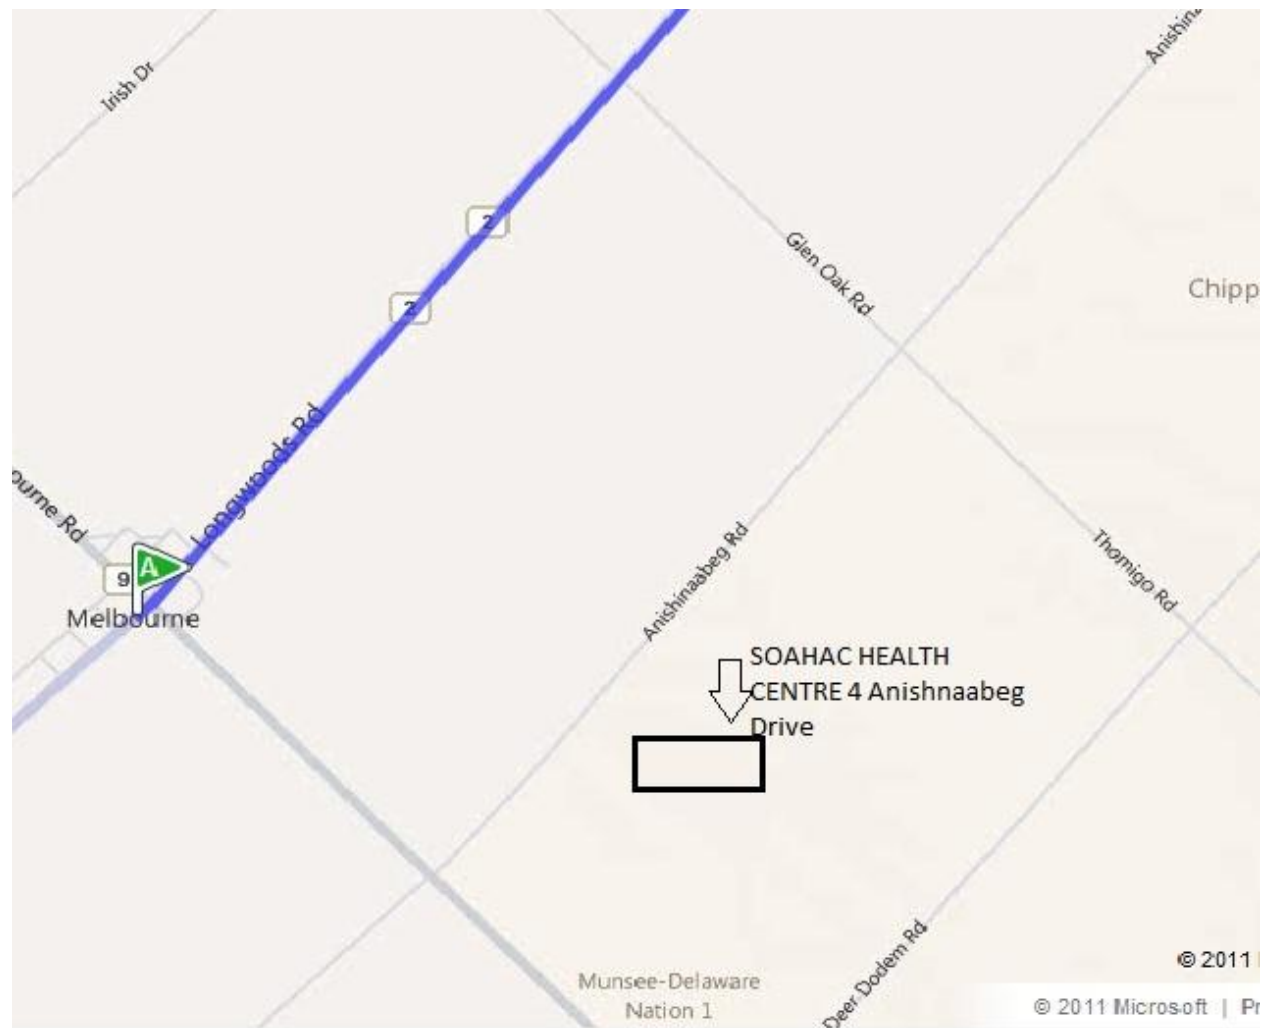 Irish Dr
Anishina
2
Glen Oak Rd
Chipp
2
Longwoods Rd
ourne Rd
9
A
Melbourne
Anishinaabeg Rd
Thomigo Rd
SOAHAC HEALTH
CENTRE 4 Anishnaabeg
Drive
Deer Dodem Rd
Munsee-Delaware
Nation 1
© 2011
© 2011 Microsoft | Pr